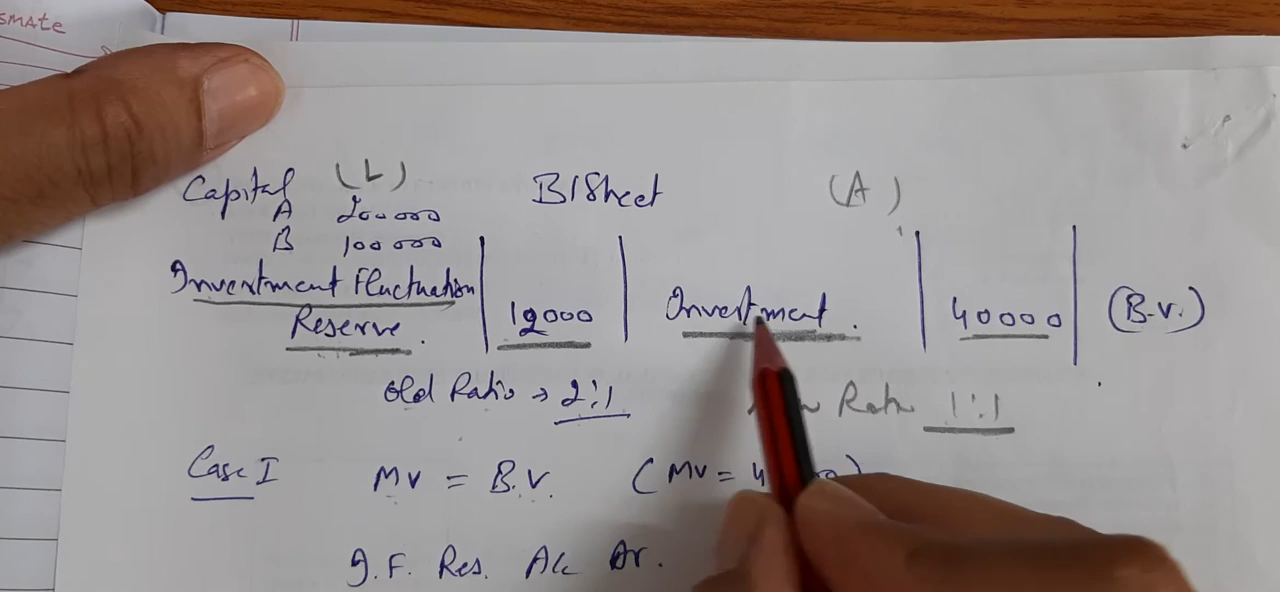 SMATE
Capital (L) B/Sheet (A)
A 200000
B 100000
Investment Fluctuation
Reserve. 12000 Investment. 40000 (B.V.)
Old Ratio → 2:1 Ratio 1:1
Case I MV = B.V. (MV =
I.F. Res. A/c Dr.